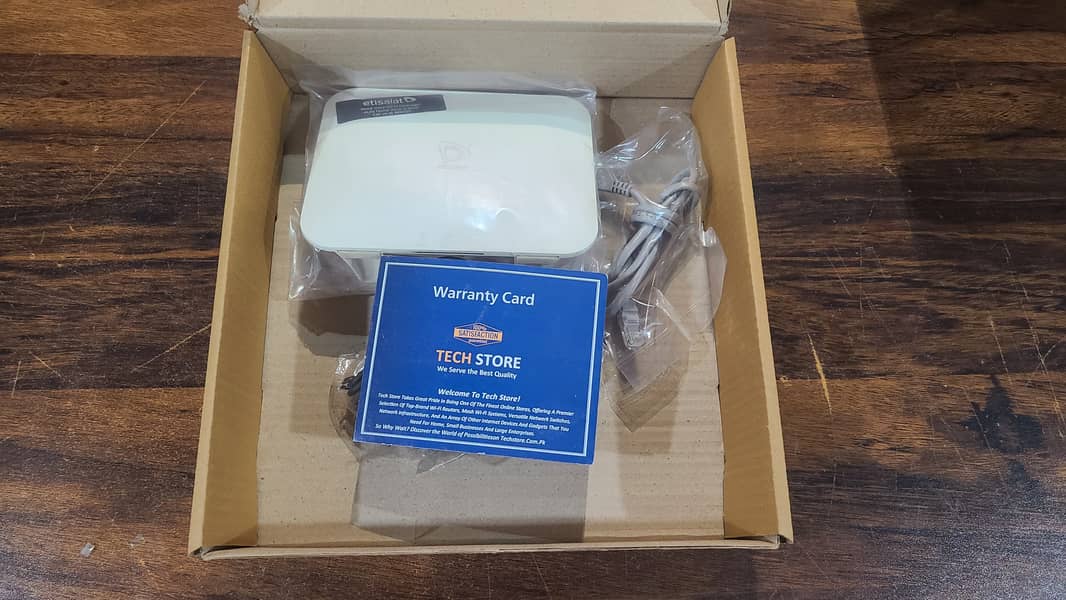 etisalat
Warranty Card
100%
SATISFACTION
TECH STORE
We Serve the Best Quality
Welcome To Tech Store!
Tech Store Takes Great Pride In Being One Of The Finest Online Stores, Offering A Premier
Selection Of Top-Brand Wi-Fi Routers, Mesh Wi-Fi Systems, Versatile Network Switches,
Network Infrastructure, And An Array Of Other Internet Devices And Gadgets That You
Need For Home, Small Businesses And Large Enterprises.
So Why Wait? Discover the World of Possibilitieson Techstore.Com.Pk